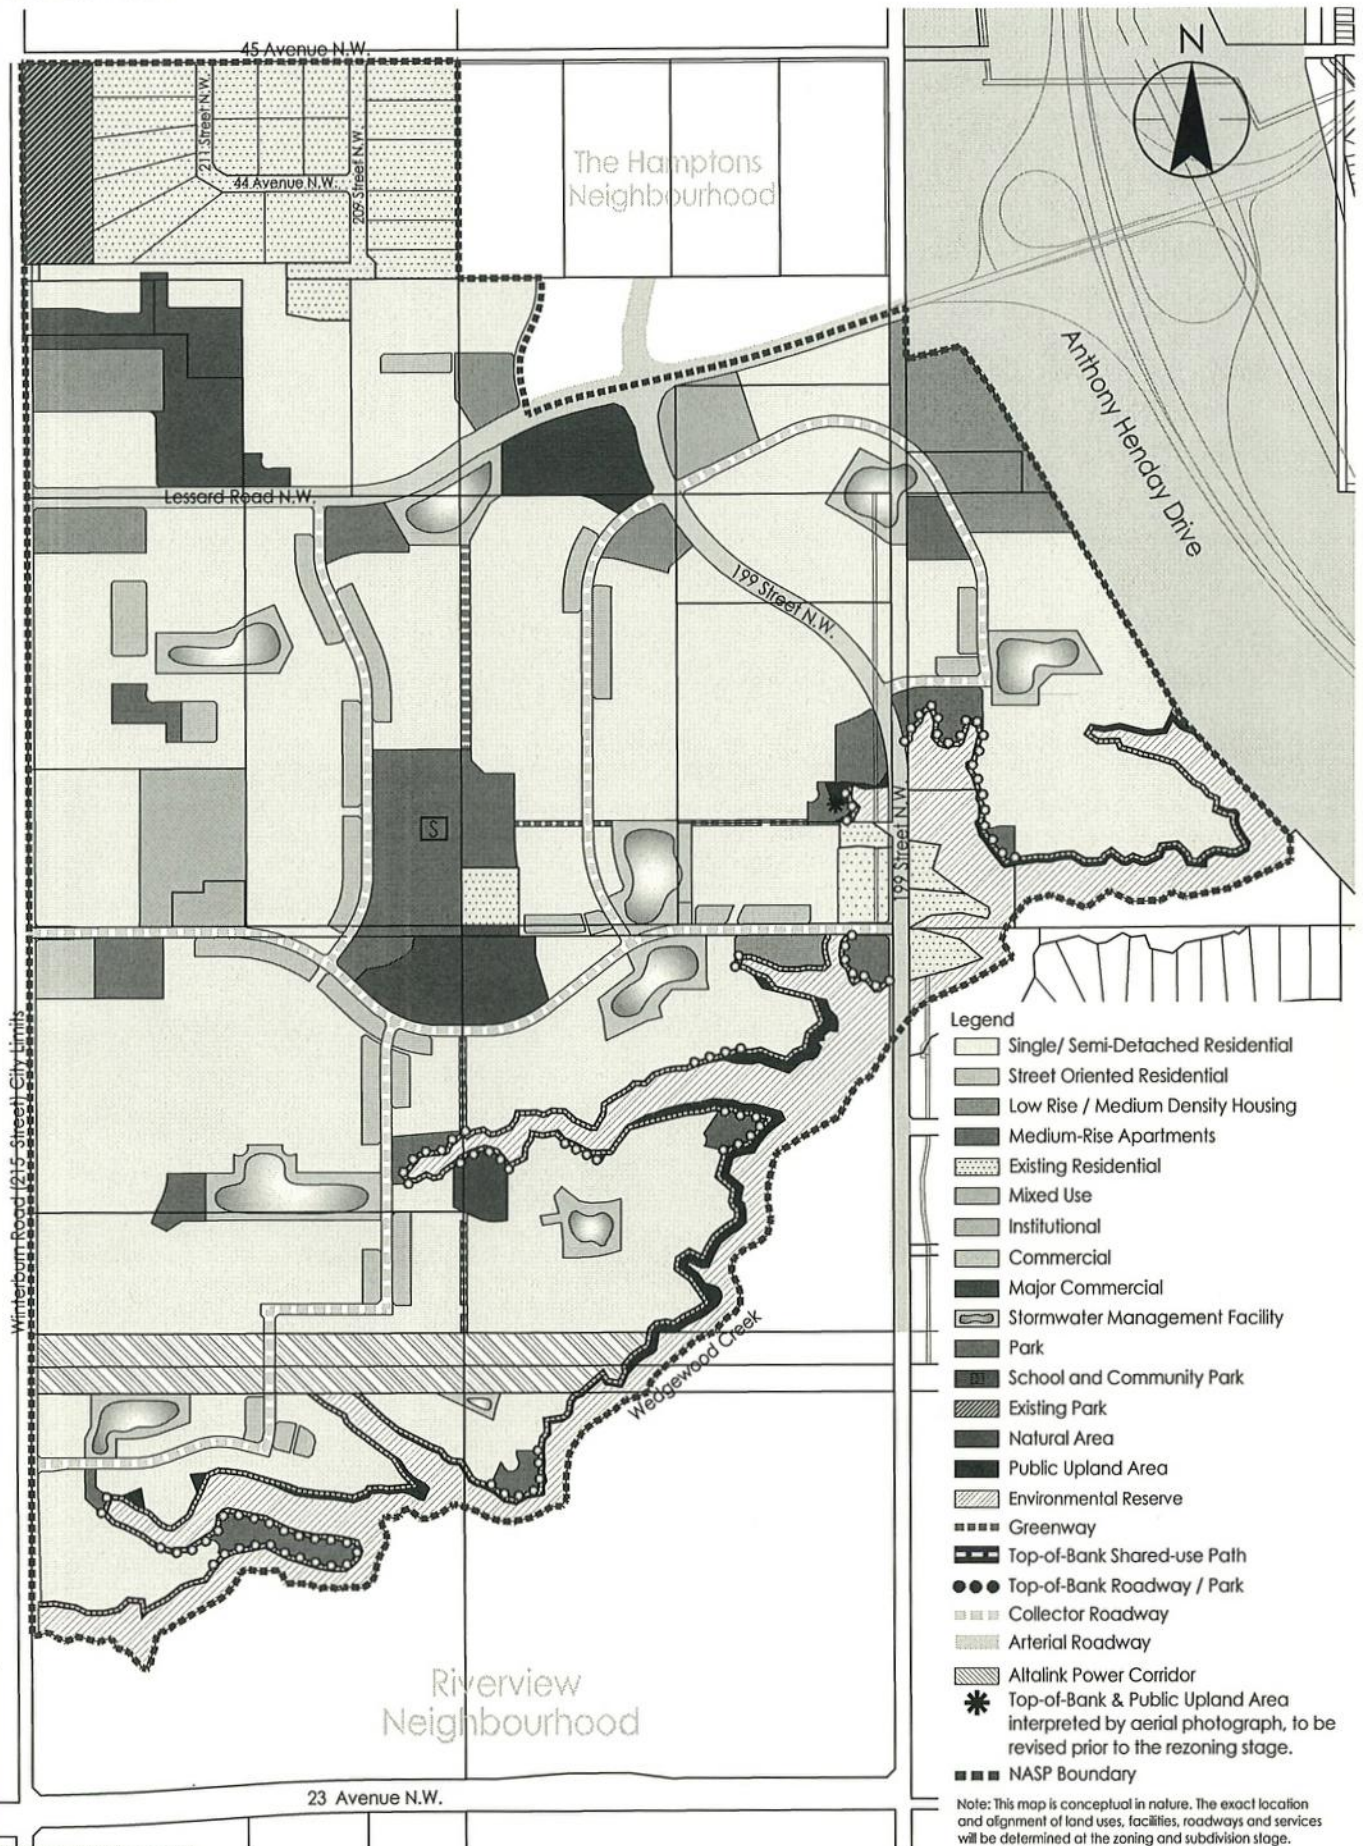 45 Avenue N.W.
N
211 Street N.W.
209 Street N.W.
44 Avenue N.W.
The Hamptons
Neighbourhood
Anthony Henday Drive
Lessard Road N.W.
199 Street N.W.
S
199 Street N.W.
Winterburn Road (215 Street) City Limits
Wedgewood Creek
Riverview
Neighbourhood
23 Avenue N.W.
Legend
Single/ Semi-Detached Residential
Street Oriented Residential
Low Rise / Medium Density Housing
Medium-Rise Apartments
Existing Residential
Mixed Use
Institutional
Commercial
Major Commercial
Stormwater Management Facility
Park
School and Community Park
Existing Park
Natural Area
Public Upland Area
Environmental Reserve
Greenway
Top-of-Bank Shared-use Path
Top-of-Bank Roadway / Park
Collector Roadway
Arterial Roadway
Altalink Power Corridor
Top-of-Bank & Public Upland Area
interpreted by aerial photograph, to be
revised prior to the rezoning stage.
NASP Boundary
Note: This map is conceptual in nature. The exact location
and alignment of land uses, facilities, roadways and services
will be determined at the zoning and subdivision stage.